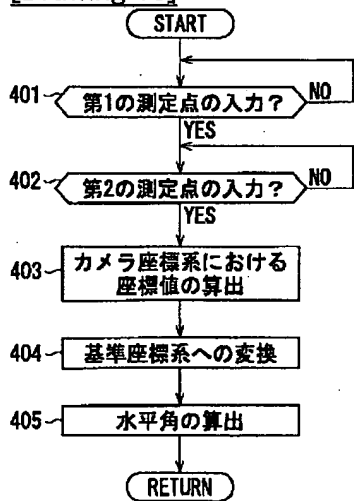 START
401 第1の測定点の入力? NO
YES
402 第2の測定点の入力? NO
YES
403 カメラ座標系における
座標値の算出
404 基準座標系への変換
405 水平角の算出
RETURN